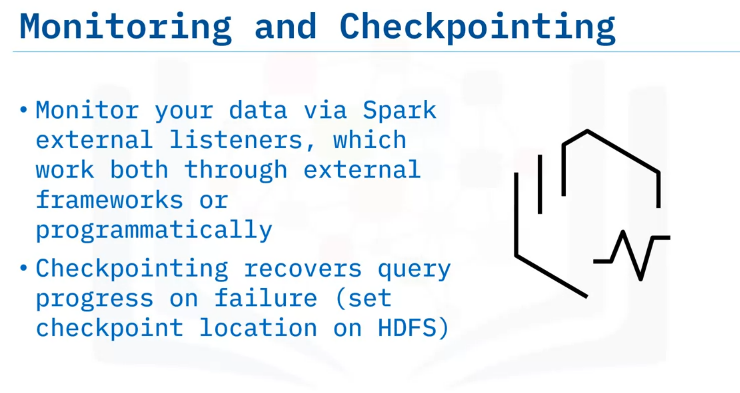 Monitoring and Checkpointing
• Monitor your data via Spark
external listeners, which
work both through external
frameworks or
programmatically
• Checkpointing recovers query
progress on failure (set
checkpoint location on HDFS)